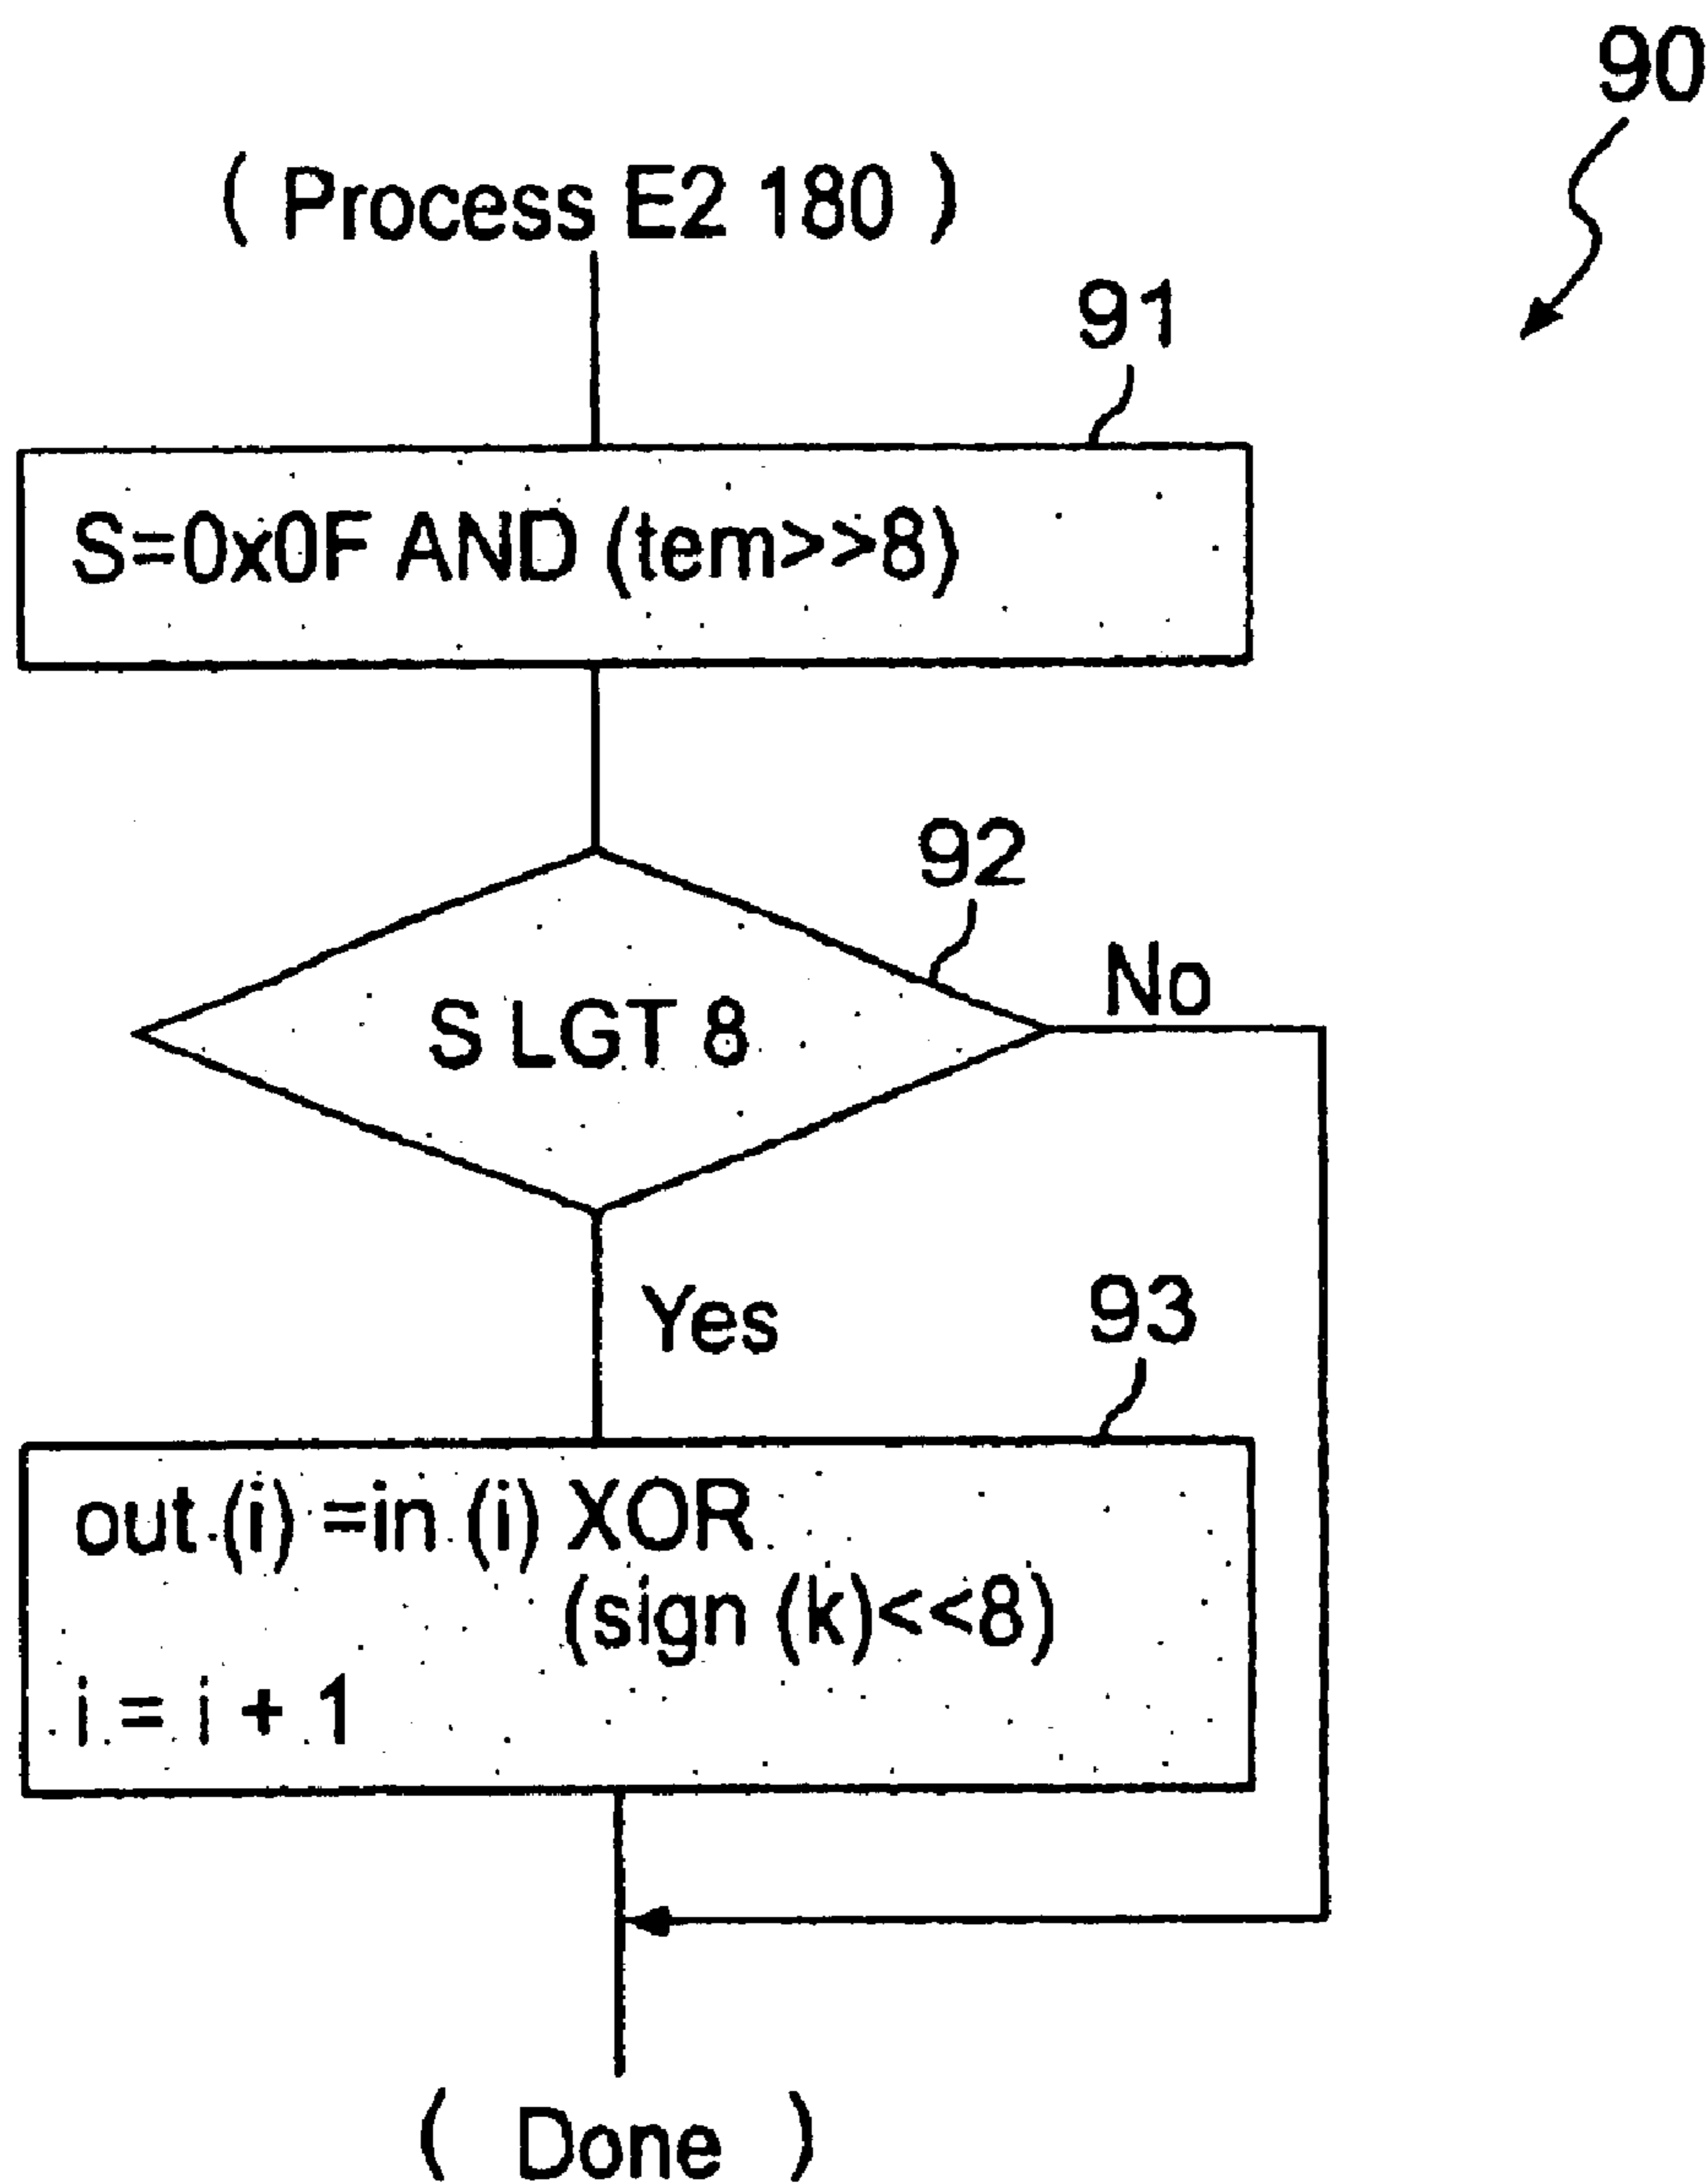 90
( Process E2 180 )
91
S=0x0F AND (tem>>8)
92
S LGT 8
No
Yes
93
out (i) =in (i) XOR
(sign (k)<<8)
i = i + 1
( Done )